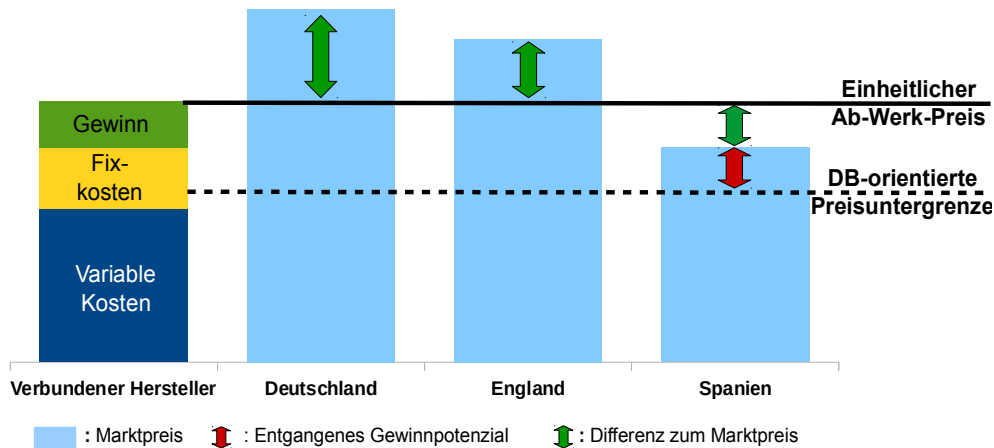 Einheitlicher
Ab-Werk-Preis
Gewinn
Fix-
kosten
DB-orientierte
Preisuntergrenze
Variable
Kosten
Verbundener Hersteller Deutschland England Spanien
: Marktpreis : Entgangenes Gewinnpotenzial : Differenz zum Marktpreis